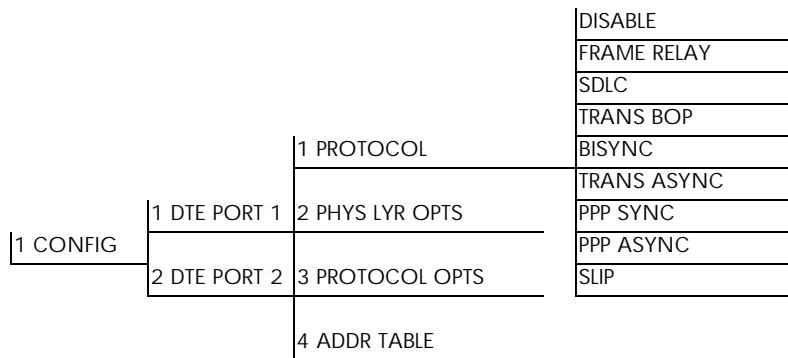 DISABLE
FRAME RELAY
SDLC
TRANS BOP
1 PROTOCOL
BISYNC
TRANS ASYNC
1 DTE PORT 1
2 PHYS LYR OPTS
PPP SYNC
1 CONFIG
PPP ASYNC
2 DTE PORT 2
3 PROTOCOL OPTS
SLIP
4 ADDR TABLE